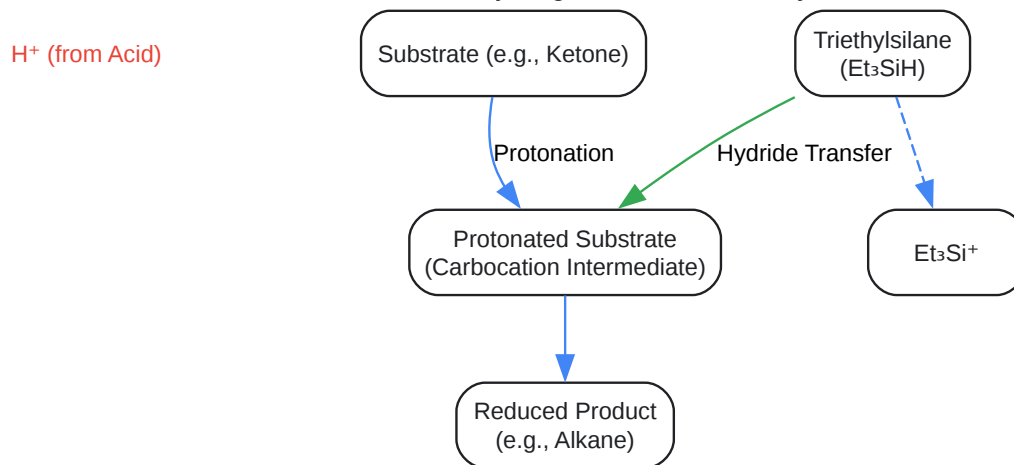 H⁺ (from Acid)
Substrate (e.g., Ketone)
Triethylsilane
(Et₃SiH)
Protonation
Hydride Transfer
Protonated Substrate
(Carbocation Intermediate)
Et₃Si⁺
Reduced Product
(e.g., Alkane)